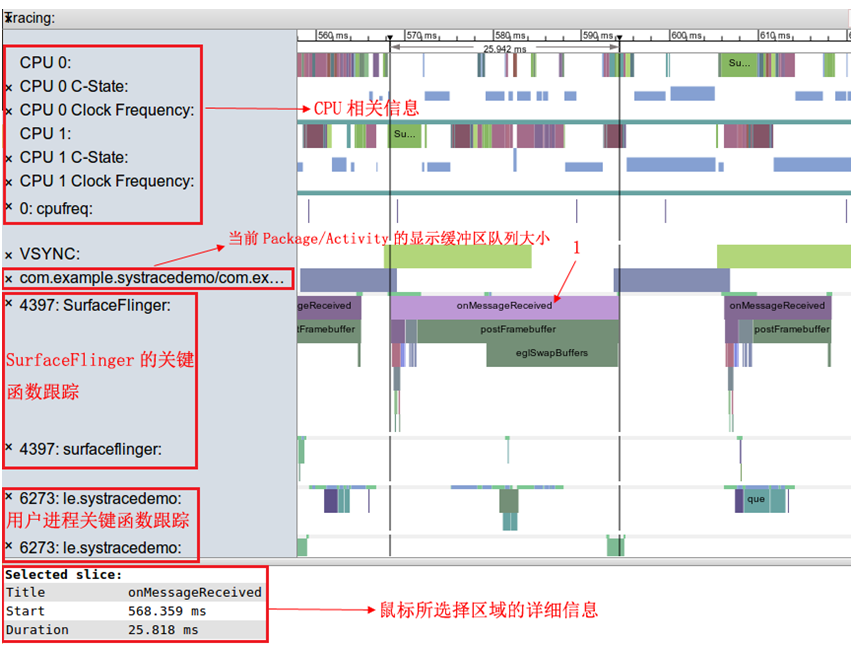 Tracing:
560 ms 570 ms 580 ms 590 ms 600 ms 610 ms
25.942 ms
CPU 0:
Su...
× CPU 0 C-State:
× CPU 0 Clock Frequency:
CPU 相关信息
CPU 1:
Su...
× CPU 1 C-State:
× CPU 1 Clock Frequency:
× 0: cpufreq:
当前 Package/Activity 的显示缓冲区队列大小
1
× VSYNC:
× com.example.systracedemo/com.ex...
× 4397: SurfaceFlinger:
geReceived onMessageReceived onMessageReceived
tFramebuffer postFramebuffer postFramebuffer
eglSwapBuffers
SurfaceFlinger 的关键
函数跟踪
× 4397: surfaceflinger:
× 6273: le.systracedemo:
que
用户进程关键函数跟踪
× 6273: le.systracedemo:
Selected slice:
Title onMessageReceived
Start 568.359 ms
Duration 25.818 ms
鼠标所选择区域的详细信息